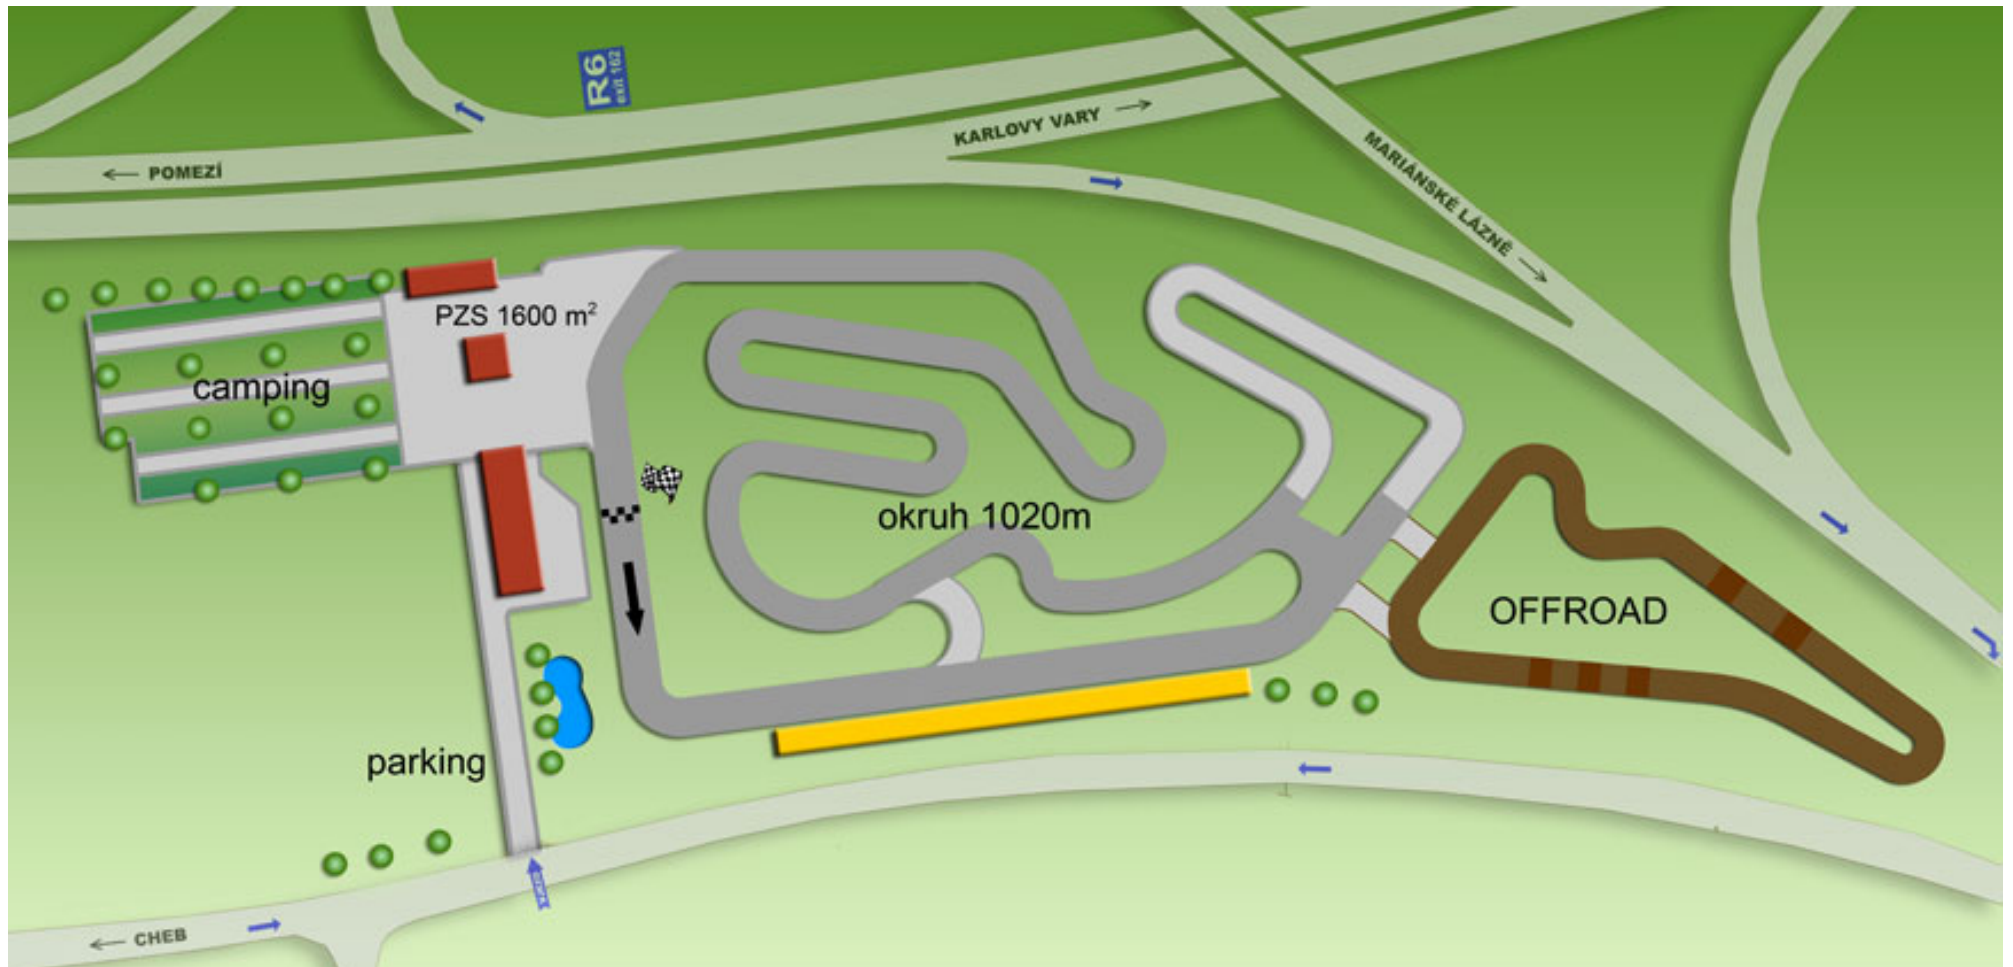 R6
exit 162
KARLOVY VARY
MARIÁNSKÉ LÁZNĚ
POMEZÍ
PZS 1600 m²
camping
okruh 1020m
OFFROAD
parking
CHEB